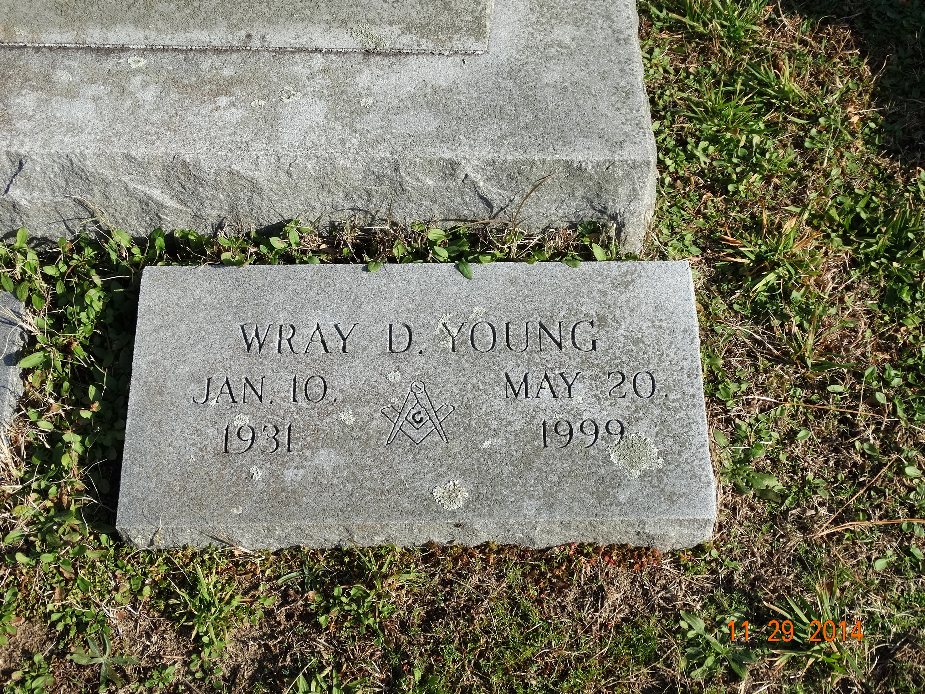 WRAY D. YOUNG
JAN. 10. MAY 20.
1931 G 1999
11 29 2014